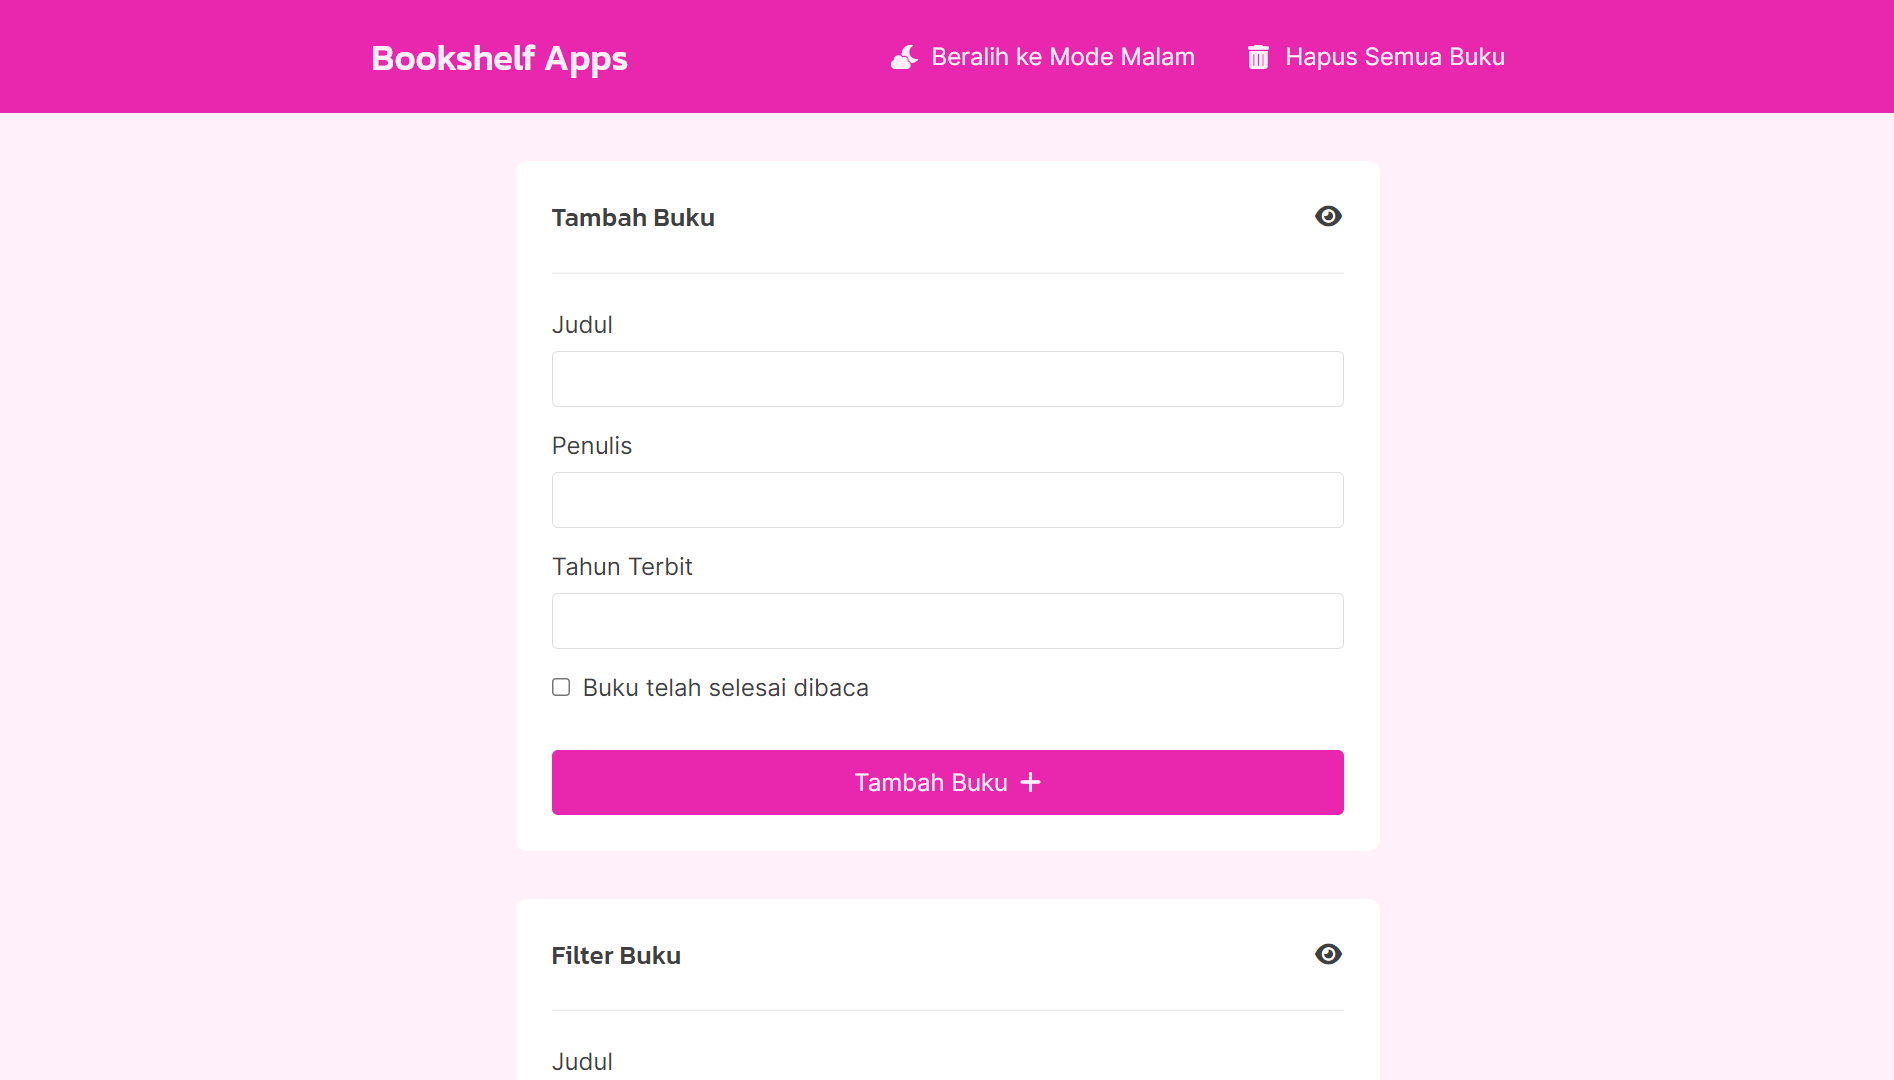 Bookshelf Apps
Beralih ke Mode Malam
Hapus Semua Buku
Tambah Buku
Judul
Penulis
Tahun Terbit
Buku telah selesai dibaca
Tambah Buku
Filter Buku
Judul